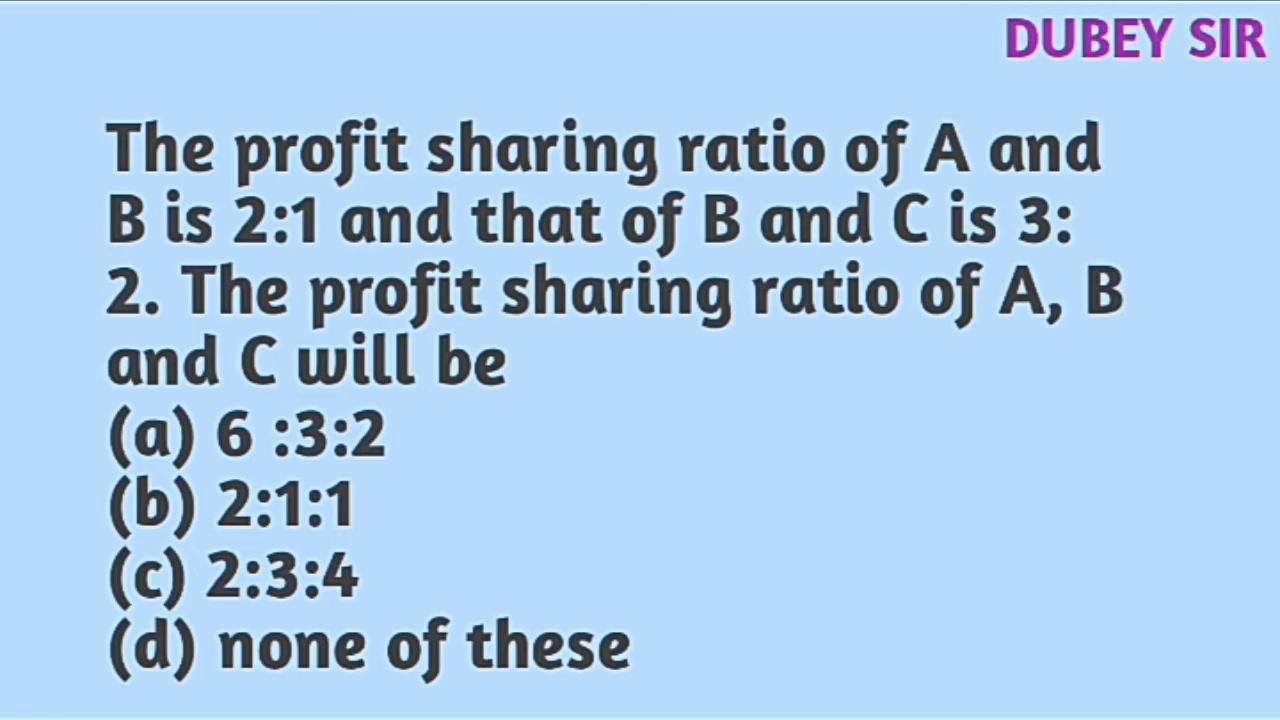 DUBEY SIR
The profit sharing ratio of A and
B is 2:1 and that of B and C is 3:
2. The profit sharing ratio of A, B
and C will be
(a) 6 :3:2
(b) 2:1:1
(c) 2:3:4
(d) none of these